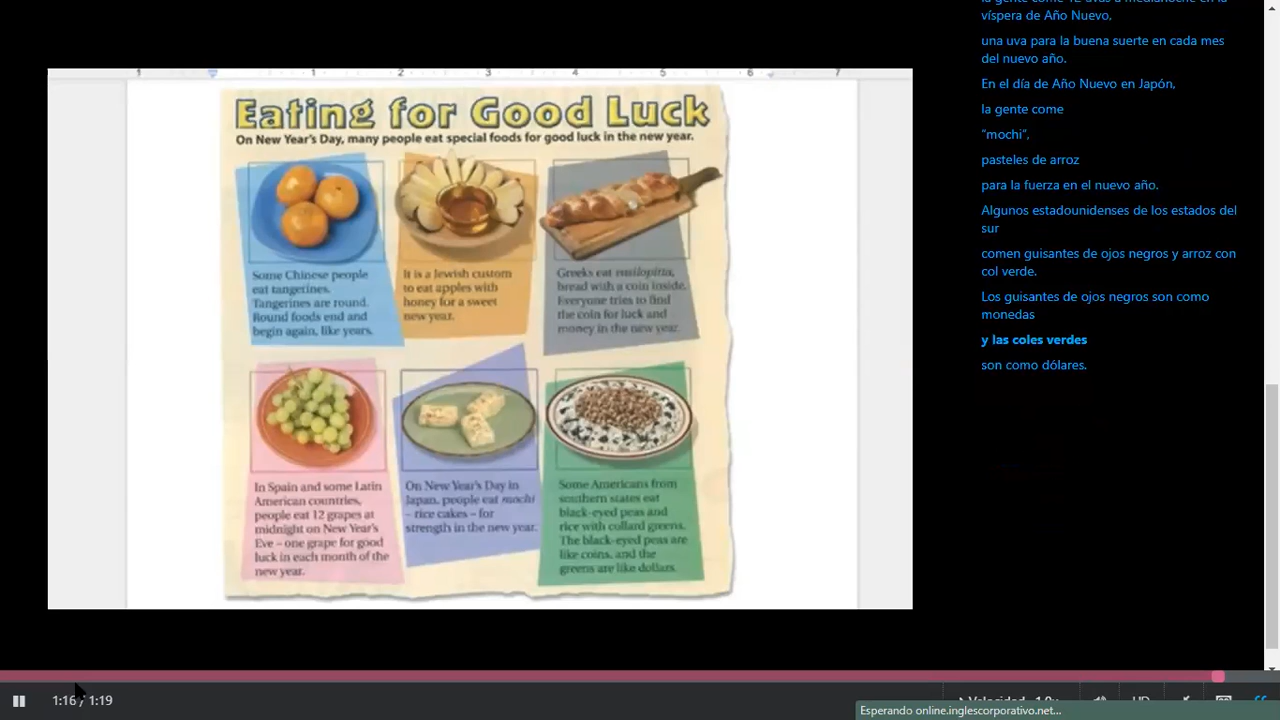 víspera de Año Nuevo,
una uva para la buena suerte en cada mes
del nuevo año.
En el día de Año Nuevo en Japón,
la gente come
“mochi”,
pasteles de arroz
para la fuerza en el nuevo año.
Algunos estadounidenses de los estados del
sur
comen guisantes de ojos negros y arroz con
col verde.
Los guisantes de ojos negros son como
monedas
y las coles verdes
son como dólares.
1 1 2 3 4 5 6 7
Eating for Good Luck
On New Year's Day, many people eat special foods for good luck in the new year.
Some Chinese people
eat tangerines.
Tangerines are round.
Round foods end and
begin again, like years.
It is a Jewish custom
to eat apples with
honey for a sweet
new year.
Greeks eat vasilopitta,
bread with a coin inside.
Everyone tries to find
the coin for luck and
money in the new year.
In Spain and some Latin
American countries,
people eat 12 grapes at
midnight on New Year's
Eve – one grape for good
luck in each month of the
new year.
On New Year's Day in
Japan, people eat mochi
– rice cakes – for
strength in the new year.
Some Americans from
southern states eat
black-eyed peas and
rice with collard greens.
The black-eyed peas are
like coins, and the
greens are like dollars.
1:16 / 1:19
Esperando online.inglescorporativo.net...